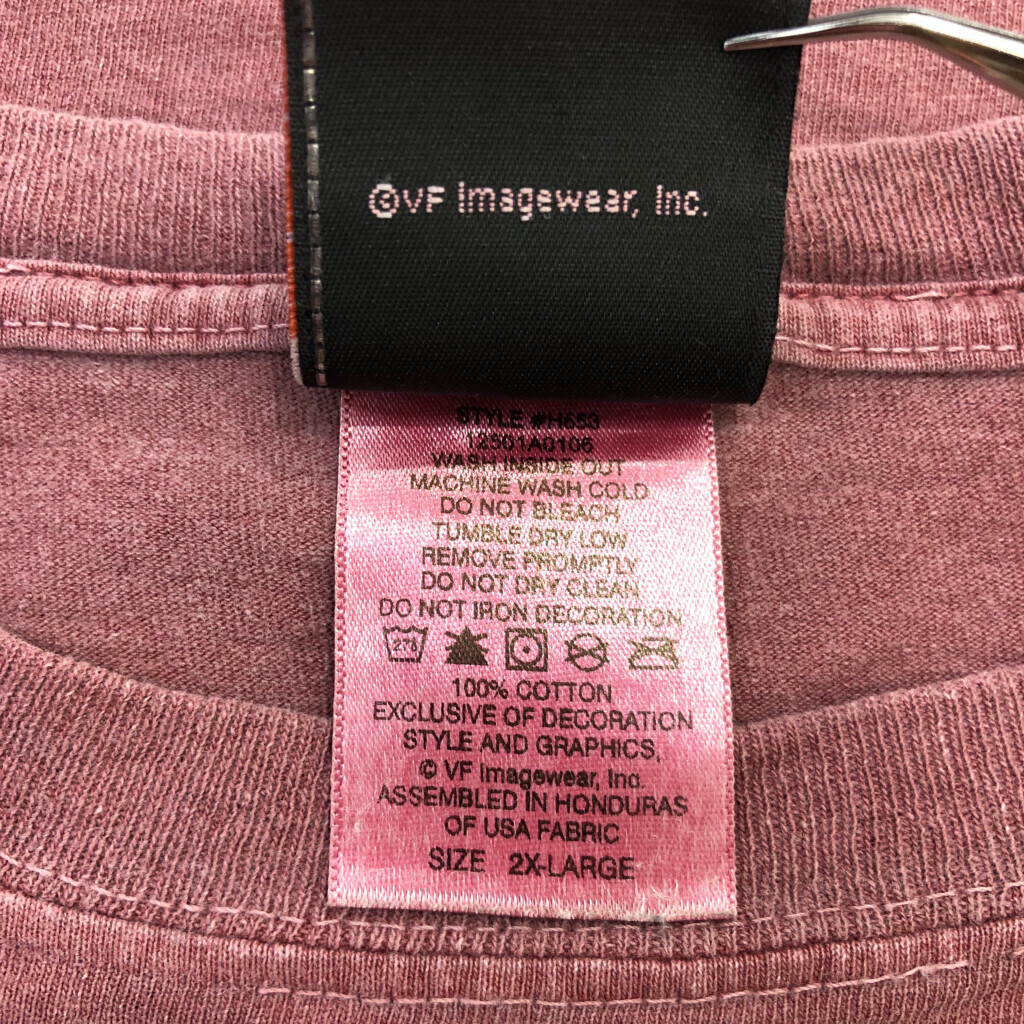 ©VF Imagewear, Inc.
STYLE #H553
12501A0106
WASH INSIDE OUT
MACHINE WASH COLD
DO NOT BLEACH
TUMBLE DRY LOW
REMOVE PROMPTLY
DO NOT DRY CLEAN
DO NOT IRON DECORATION
100% COTTON
EXCLUSIVE OF DECORATION
STYLE AND GRAPHICS,
© VF Imagewear, Inc.
ASSEMBLED IN HONDURAS
OF USA FABRIC
SIZE 2X-LARGE